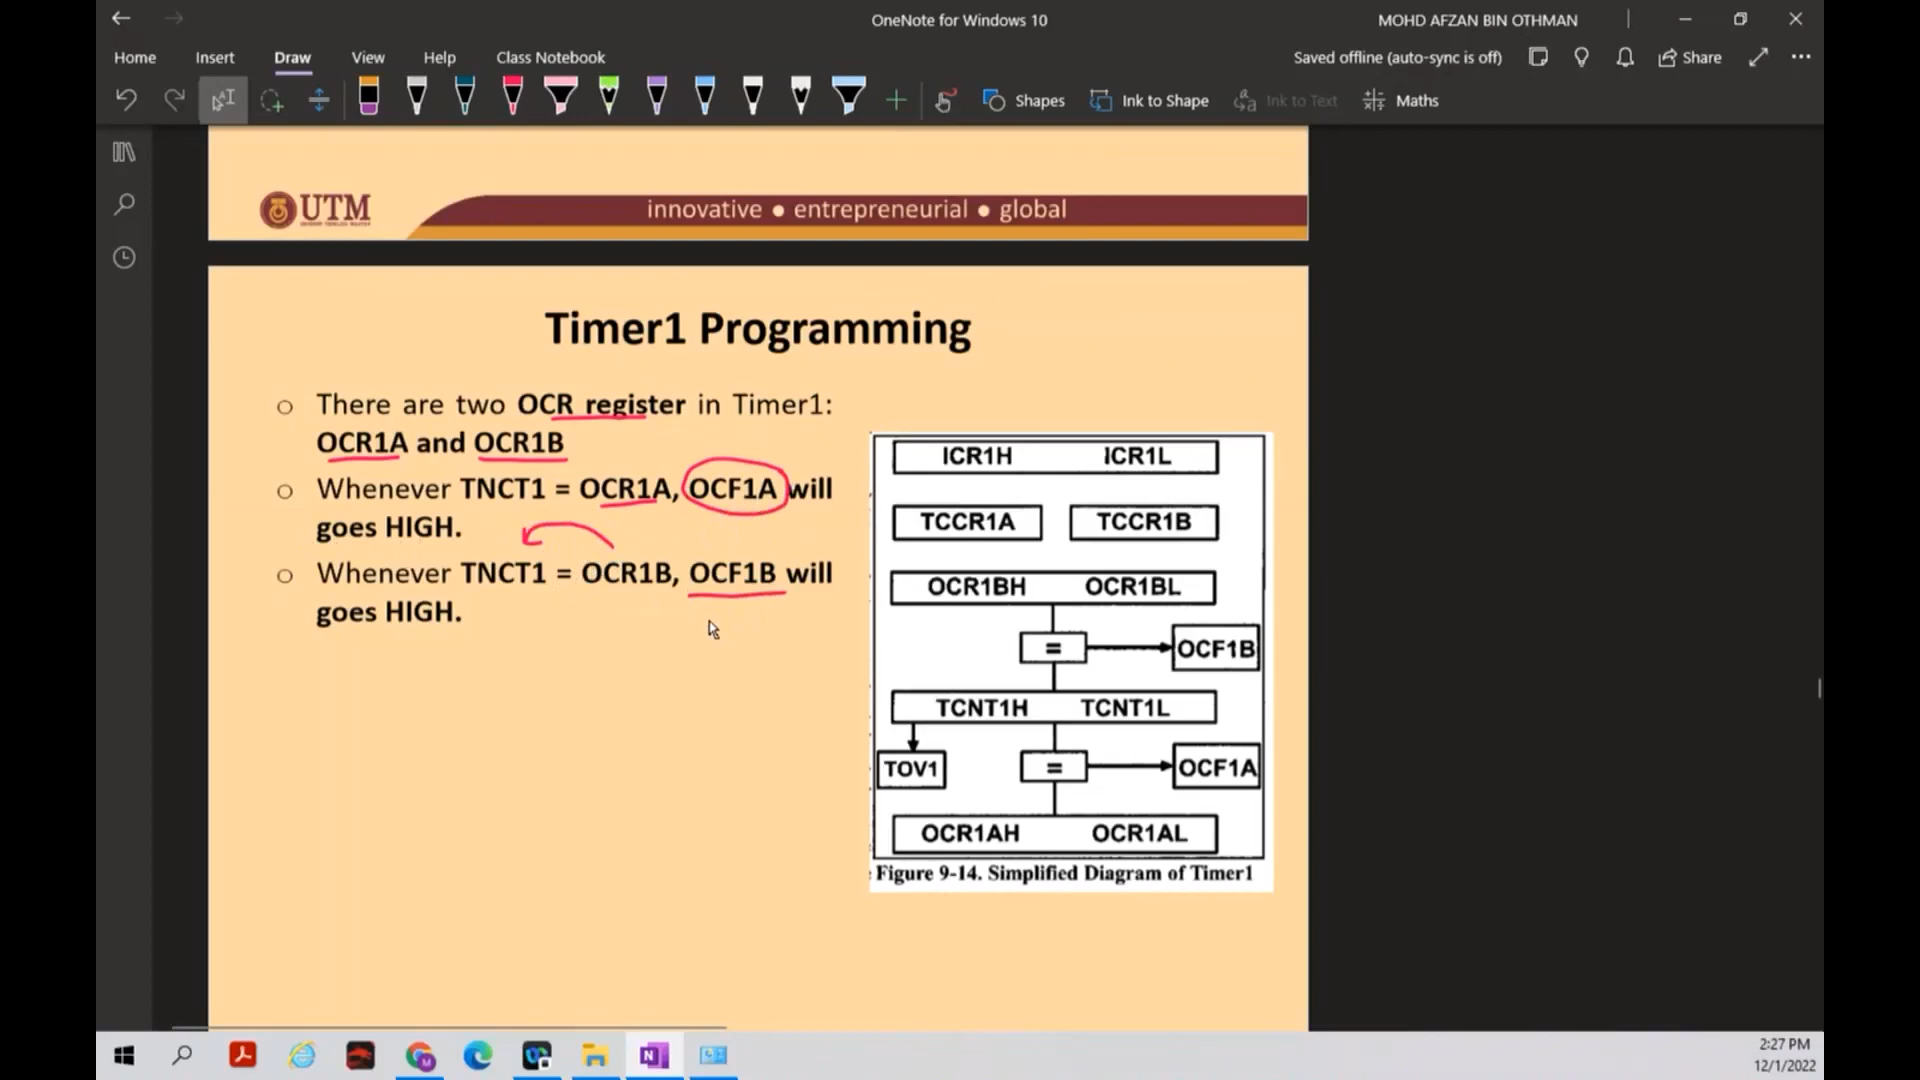 OneNote for Windows 10
MOHD AFZAN BIN OTHMAN
Home Insert Draw View Help Class Notebook
Saved offline (auto-sync is off)
Share
Shapes
Ink to Shape
Ink to Text
Maths
UTM
innovative ● entrepreneurial ● global
Timer1 Programming
○ There are two OCR register in Timer1:
OCR1A and OCR1B
○ Whenever TNCT1 = OCR1A, OCF1A will
goes HIGH.
○ Whenever TNCT1 = OCR1B, OCF1B will
goes HIGH.
ICR1H ICR1L
TCCR1A TCCR1B
OCR1BH OCR1BL
= OCF1B
TCNT1H TCNT1L
TOV1 = OCF1A
OCR1AH OCR1AL
Figure 9-14. Simplified Diagram of Timer1
2:27 PM
12/1/2022